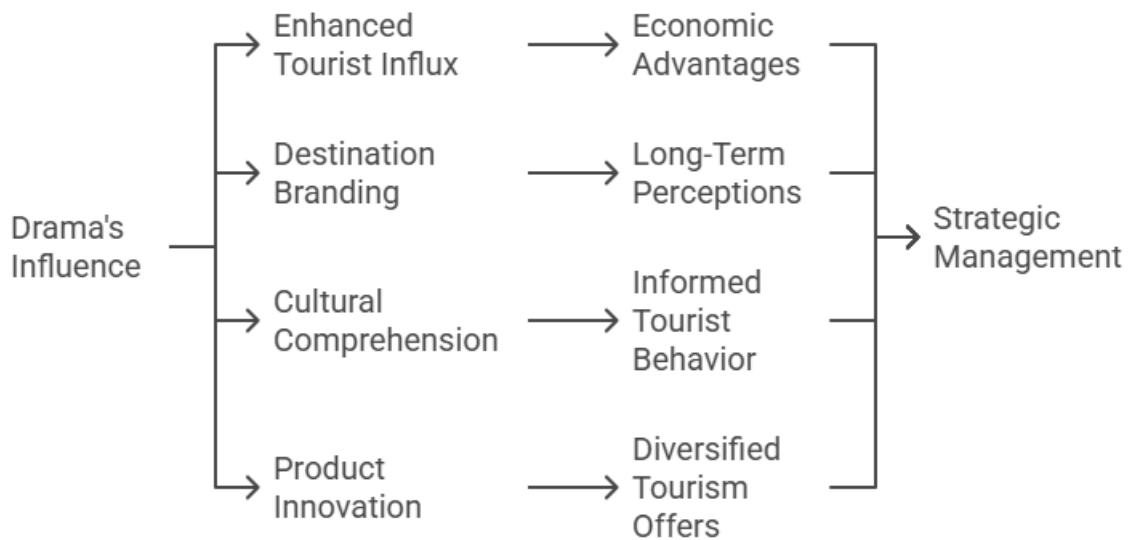 Drama's
Influence
Enhanced
Tourist Influx
Economic
Advantages
Destination
Branding
Long-Term
Perceptions
Cultural
Comprehension
Informed
Tourist
Behavior
Product
Innovation
Diversified
Tourism
Offers
Strategic
Management